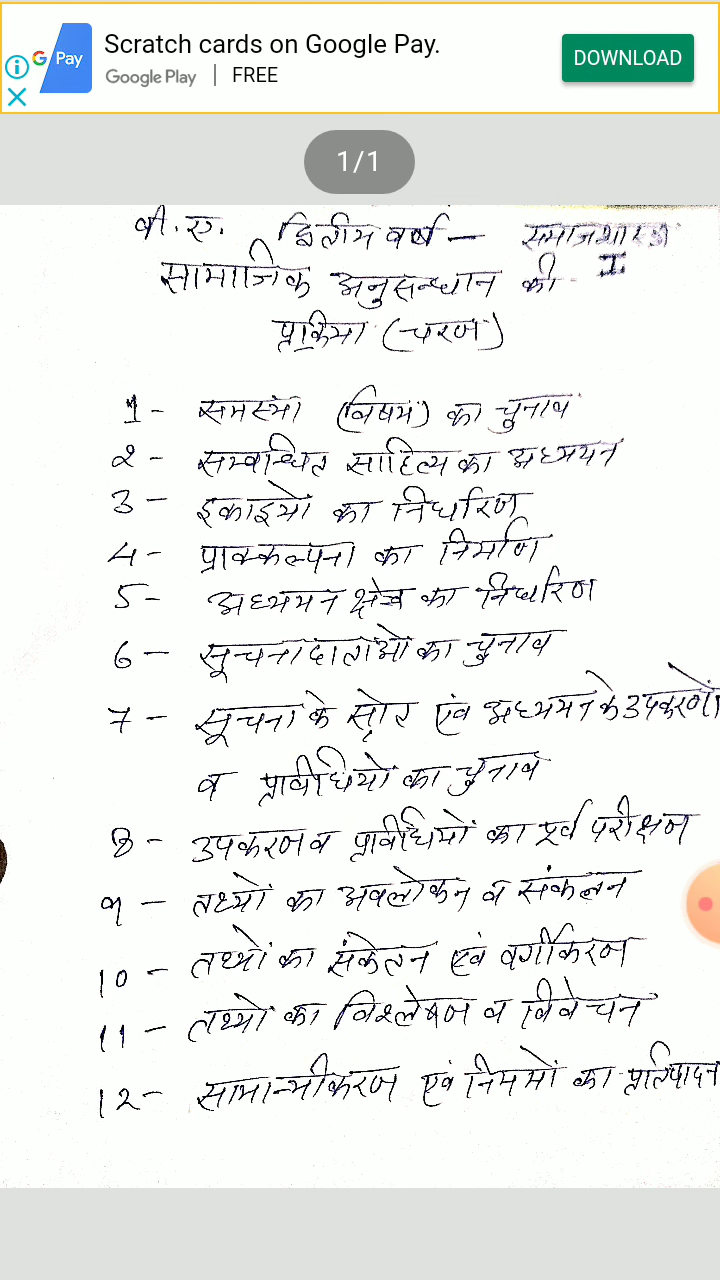 Scratch cards on Google Pay.
G Pay
Google Play | FREE
DOWNLOAD
1/1
बी. ए. द्वितीय वर्ष - समाजशास्त्र
सामाजिक अनुसन्धान की I
प्रक्रिया (चरण)
1- समस्या (विषय) का चुनाव
2- सम्बन्धित साहित्य का अध्ययन
3- इकाइयों का निर्धारण
4- प्राक्कल्पना का निर्माण
5- अध्ययन क्षेत्र का निर्धारण
6- सूचनादाताओं का चुनाव
7- सूचना के स्रोत एवं अध्ययन के उपकरणों
व प्राविधियों का चुनाव
8- उपकरण व प्राविधियों का पूर्व परीक्षण
९- तथ्यों का अवलोकन व संकलन
10- तथ्यों का संकेतन एवं वर्गीकरण
11- तथ्यों का विश्लेषण व विवेचन
12- सामान्यीकरण एवं नियमों का प्रतिपादन